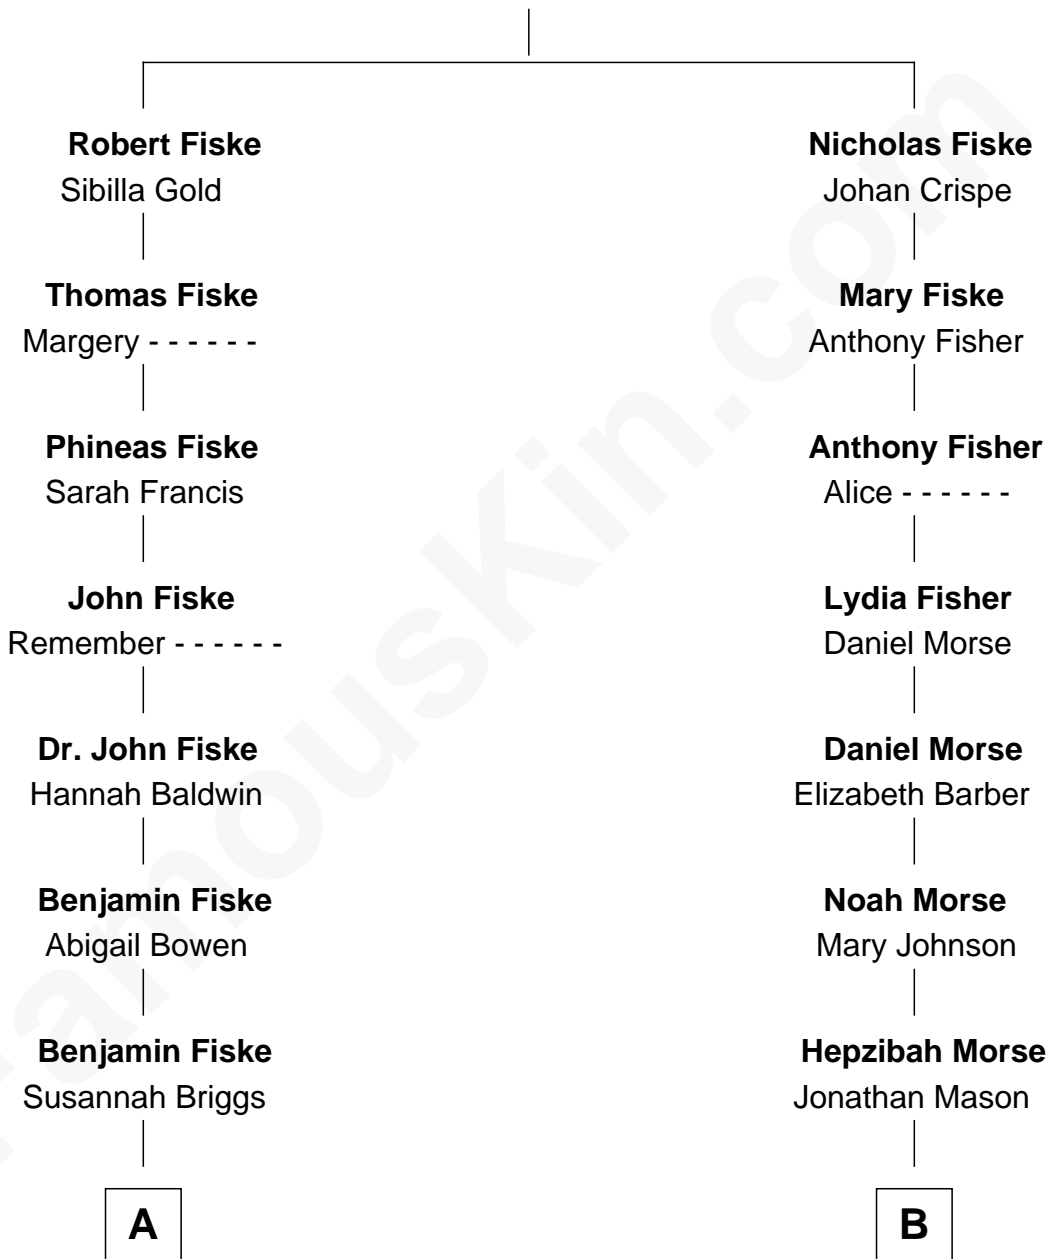 Robert Fiske
Sibilla Gold
Thomas Fiske
Margery - - - - - -
Phineas Fiske
Sarah Francis
John Fiske
Remember - - - - - -
Dr. John Fiske
Hannah Baldwin
Benjamin Fiske
Abigail Bowen
Benjamin Fiske
Susannah Briggs
A
Nicholas Fiske
Johan Crispe
Mary Fiske
Anthony Fisher
Anthony Fisher
Alice - - - - - -
Lydia Fisher
Daniel Morse
Daniel Morse
Elizabeth Barber
Noah Morse
Mary Johnson
Hepzibah Morse
Jonathan Mason
B
FamousKin.com